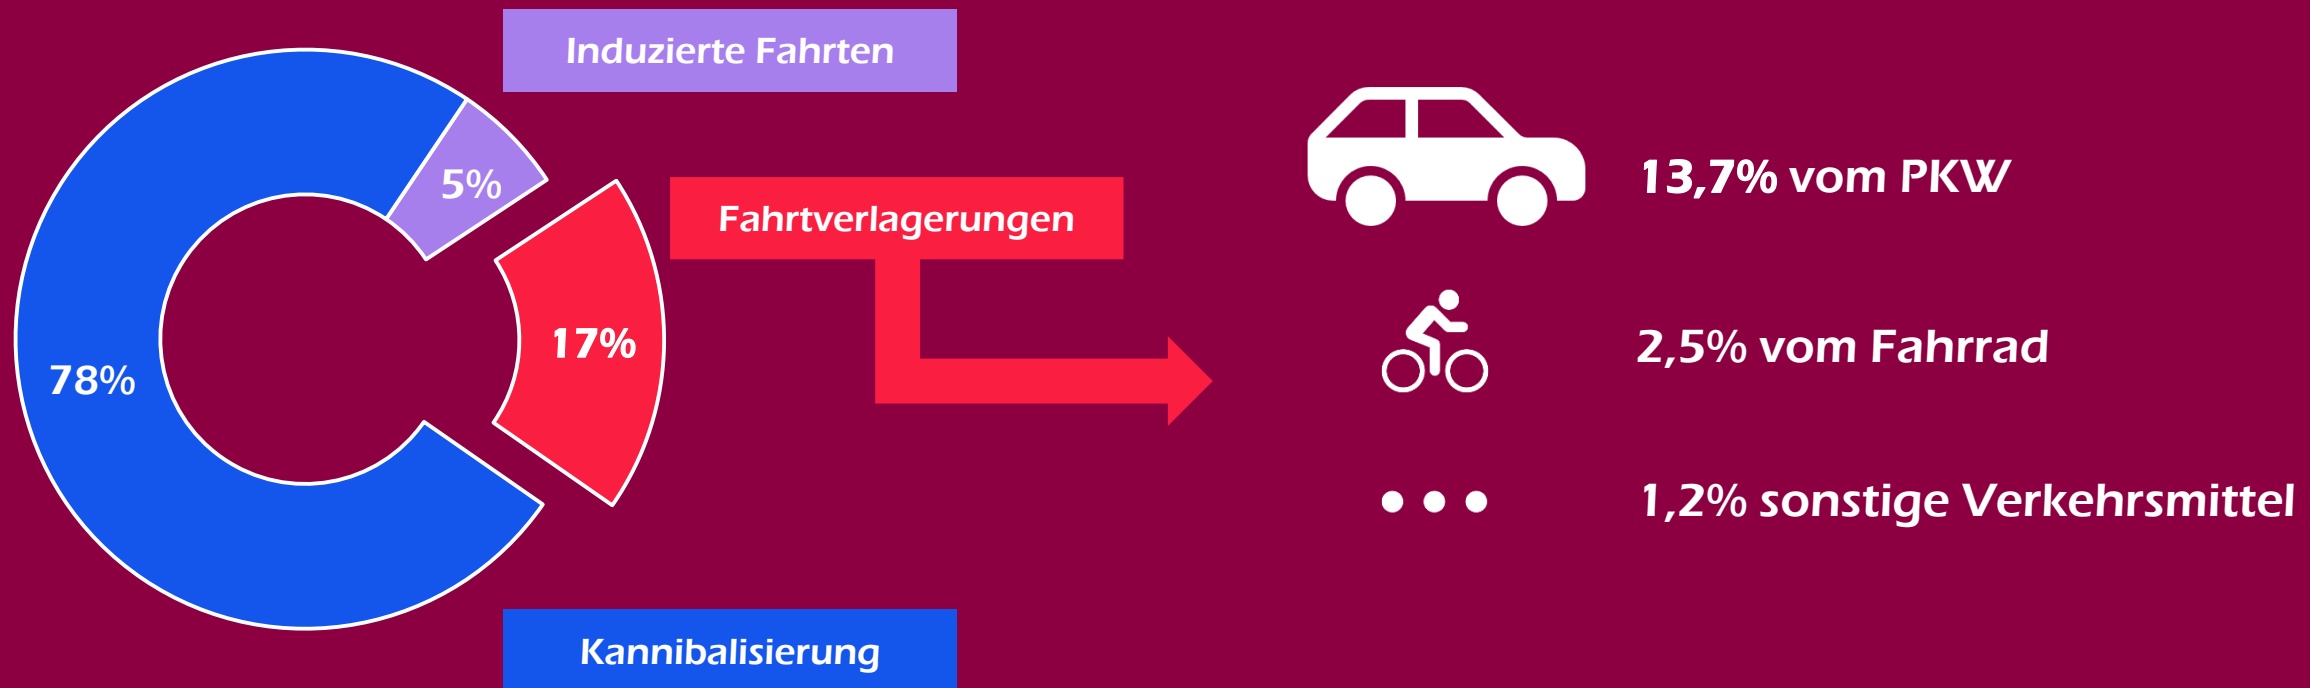 Induzierte Fahrten
5%
Fahrtverlagerungen
17%
78%
Kannibalisierung
13,7% vom PKW
2,5% vom Fahrrad
1,2% sonstige Verkehrsmittel